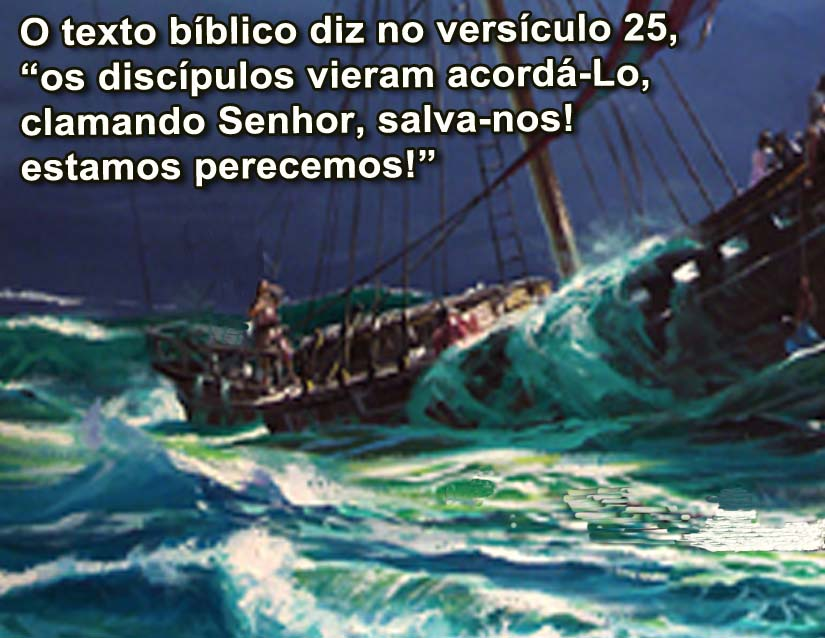 O texto bíblico diz no versículo 25,
“os discípulos vieram acordá-Lo,
clamando Senhor, salva-nos!
estamos perecemos!”